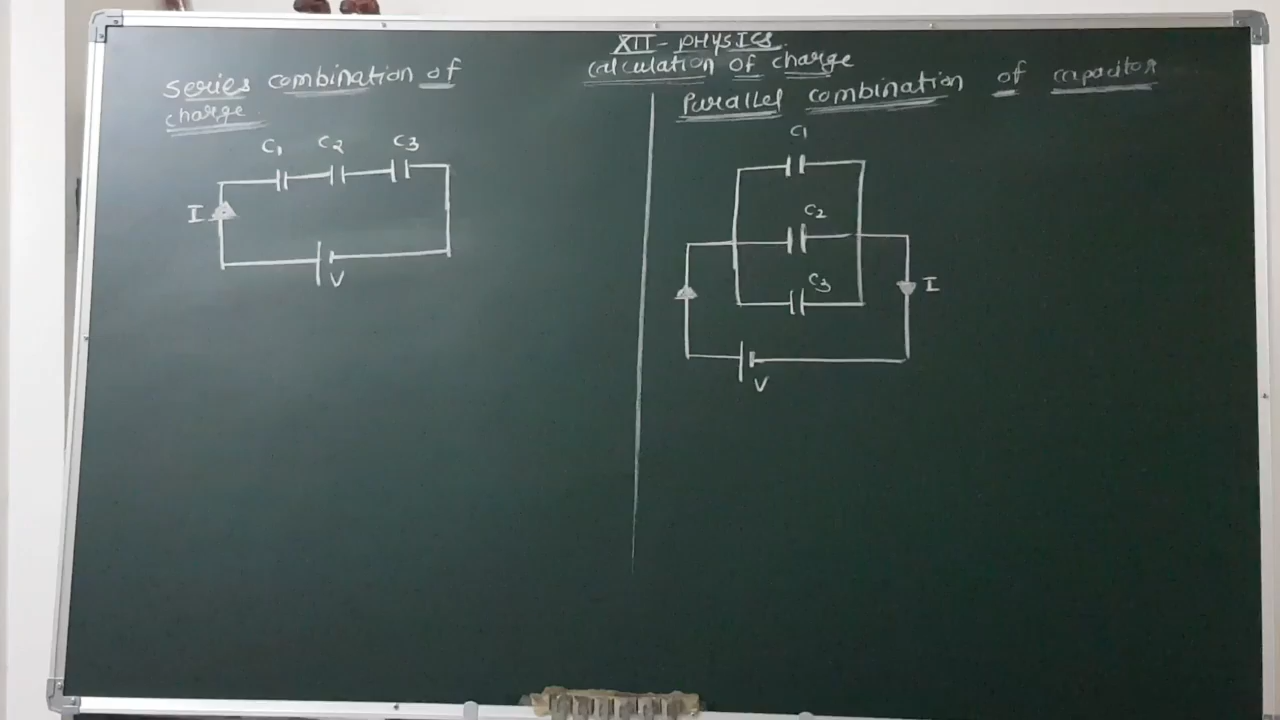 XII - PHYSICS
calculation of charge
series combination of
charge
C1 C2 C3
I
V
Parallel combination of capacitor
C1
C2
C3
I
V